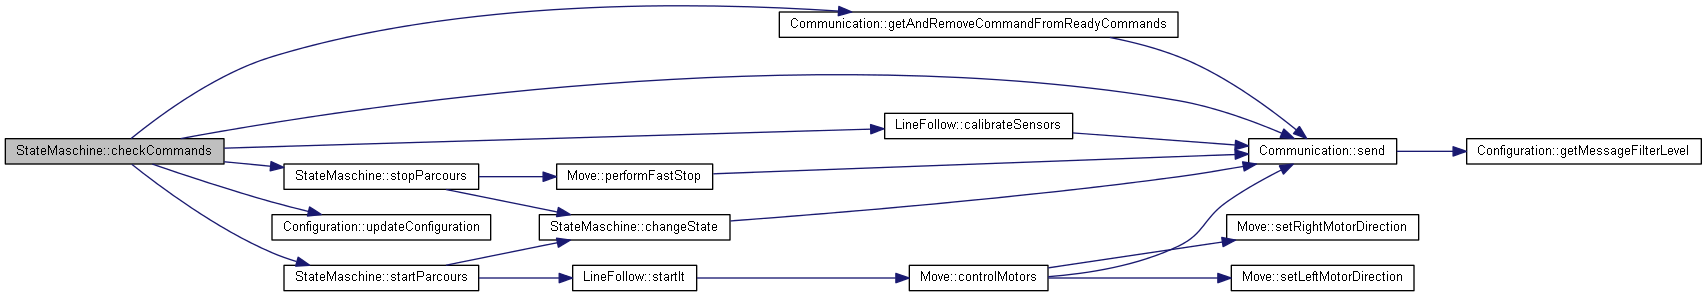 Communication::getAndRemoveCommandFromReadyCommands
LineFollow::calibrateSensors
StateMaschine::checkCommands
Communication::send
Configuration::getMessageFilterLevel
StateMaschine::stopParcours
Move::performFastStop
Configuration::updateConfiguration
StateMaschine::changeState
Move::setRightMotorDirection
StateMaschine::startParcours
LineFollow::startIt
Move::controlMotors
Move::setLeftMotorDirection